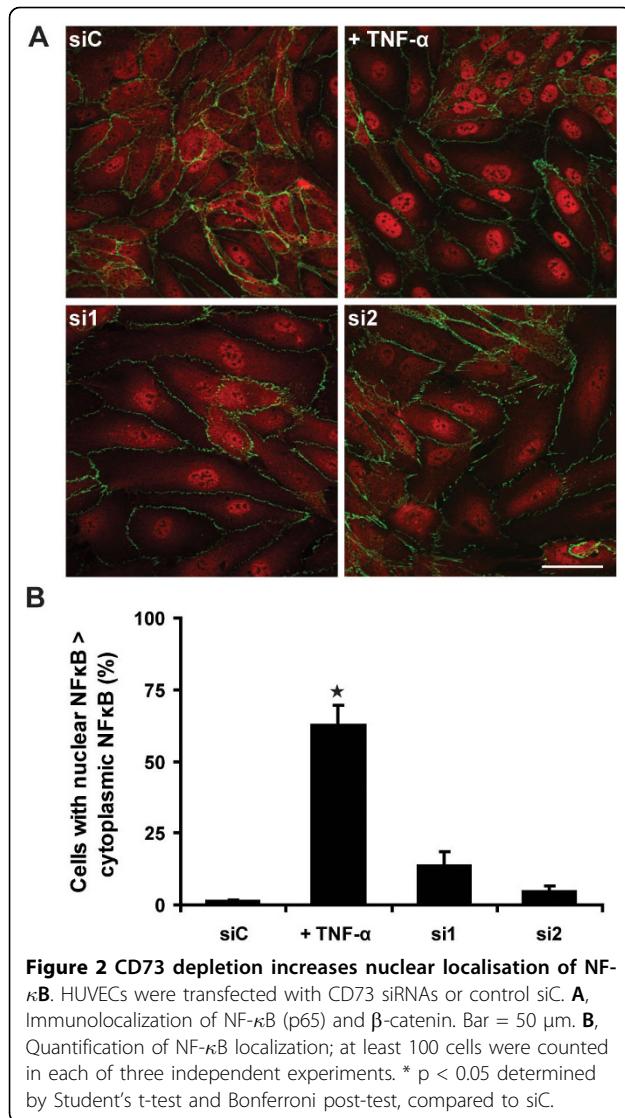 A
siC
+ TNF-α
si1
si2
B
Cells with nuclear NFκB >
cytoplasmic NFκB (%)
100
75
50
25
0
★
siC
+ TNF-α
si1
si2
Figure 2 CD73 depletion increases nuclear localisation of NF-
κB. HUVECs were transfected with CD73 siRNAs or control siC. A,
Immunolocalization of NF-κB (p65) and β-catenin. Bar = 50 μm. B,
Quantification of NF-κB localization; at least 100 cells were counted
in each of three independent experiments. * p < 0.05 determined
by Student's t-test and Bonferroni post-test, compared to siC.